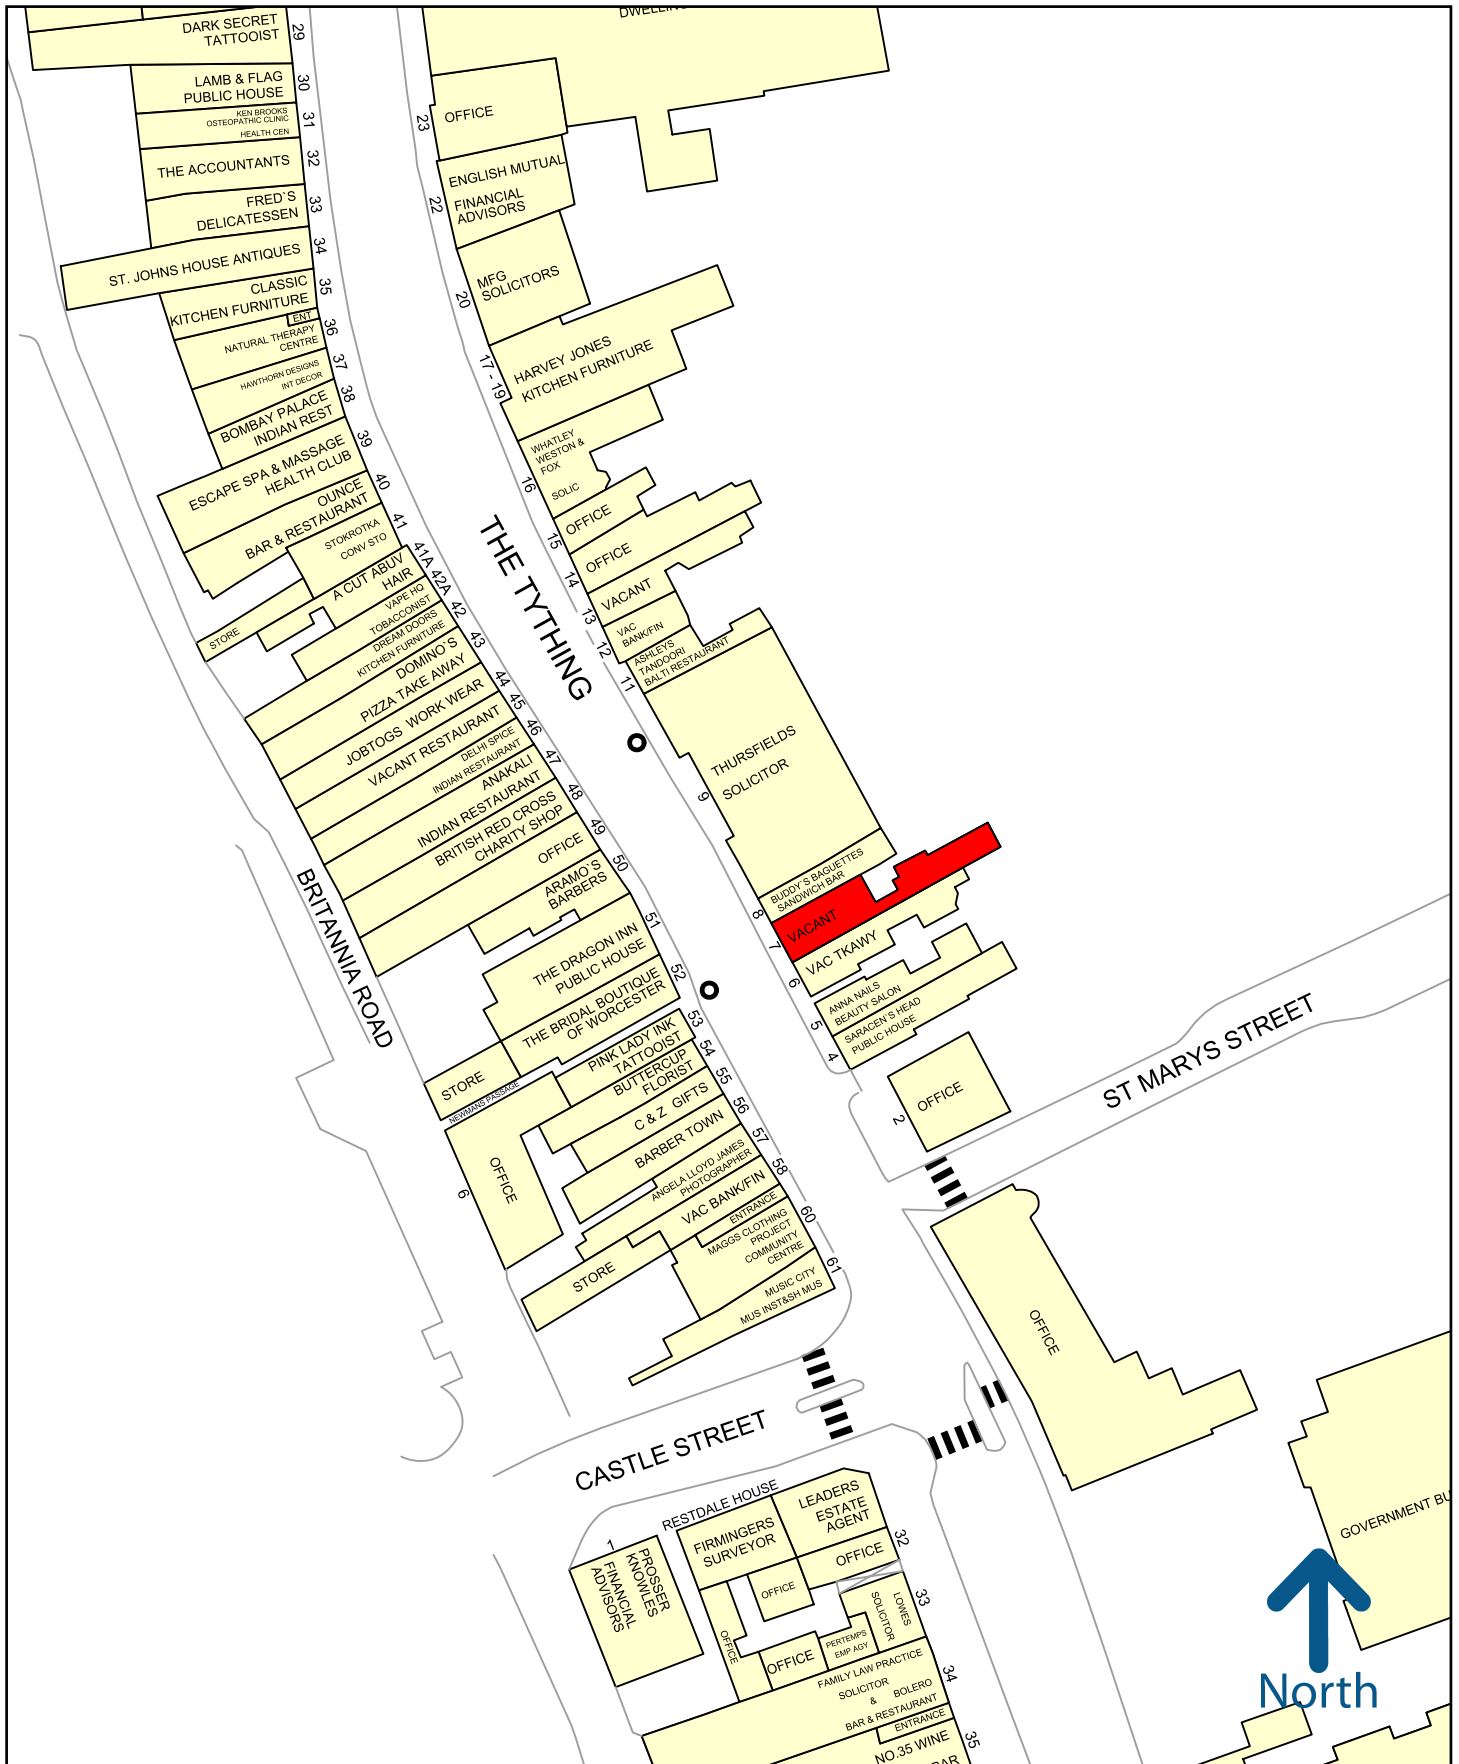 DARK SECRET
TATTOOIST
29
LAMB & FLAG
PUBLIC HOUSE
30
KEN BROOKS
OSTEOPATHIC CLINIC
HEALTH CEN
31
THE ACCOUNTANTS
32
FRED`S
DELICATESSEN
33
ST. JOHNS HOUSE ANTIQUES
34
CLASSIC
KITCHEN FURNITURE
35
ENT
NATURAL THERAPY
CENTRE
36
HAWTHORN DESIGNS
INT DECOR
37
BOMBAY PALACE
INDIAN REST
38
ESCAPE SPA & MASSAGE
HEALTH CLUB
39
OUNCE
BAR & RESTAURANT
40
STOKROTKA
CONV STO
41
A CUT ABUV
HAIR
41A
STORE
VAPE HQ
TOBACCONIST
42A
DREAM DOORS
KITCHEN FURNITURE
42
DOMINO`S
PIZZA TAKE AWAY
43
JOBTOGS WORK WEAR
44
VACANT RESTAURANT
45
DELHI SPICE
INDIAN RESTAURANT
46
ANAKALI
INDIAN RESTAURANT
47
BRITISH RED CROSS
CHARITY SHOP
48
OFFICE
49
ARAMO`S
BARBERS
50
THE DRAGON INN
PUBLIC HOUSE
51
THE BRIDAL BOUTIQUE
OF WORCESTER
52
STORE
NEWMANS PASSAGE
PINK LADY INK
TATTOOIST
53
BUTTERCUP
FLORIST
54
C & Z GIFTS
55
BARBER TOWN
56
ANGELA LLOYD JAMES
PHOTOGRAPHER
57
VAC BANK/FIN
58
ENTRANCE
MAGGS CLOTHING
PROJECT
COMMUNITY
CENTRE
60
STORE
MUSIC CITY
MUS INST&SH MUS
61
OFFICE
6
DWELLING
OFFICE
23
ENGLISH MUTUAL
FINANCIAL
ADVISORS
22
MFG
SOLICITORS
20
HARVEY JONES
KITCHEN FURNITURE
17 - 19
WHATLEY
WESTON &
FOX
SOLIC
16
OFFICE
15
OFFICE
14
VACANT
13
VAC
BANK/FIN
12
ASHLEYS
TANDOORI
BALTI RESTAURANT
11
THURSFIELDS
SOLICITOR
9
BUDDY`S BAGUETTES
SANDWICH BAR
8
VACANT
7
VAC TKAWY
6
ANNA NAILS
BEAUTY SALON
5
SARACEN`S HEAD
PUBLIC HOUSE
4
OFFICE
2
THE TYTHING
BRITANNIA ROAD
ST MARYS STREET
CASTLE STREET
OFFICE
GOVERNMENT BU
RESTDALE HOUSE
1
PROSSER
KNOWLES
FINANCIAL
ADVISORS
FIRMINGERS
SURVEYOR
LEADERS
ESTATE
AGENT
OFFICE
32
OFFICE
LOWES
SOLICITOR
33
OFFICE
OFFICE
PERTEMPS
EMP AGY
FAMILY LAW PRACTICE
SOLICITOR
&
BOLERO
BAR & RESTAURANT
34
ENTRANCE
NO.35 WINE
BAR
35
North